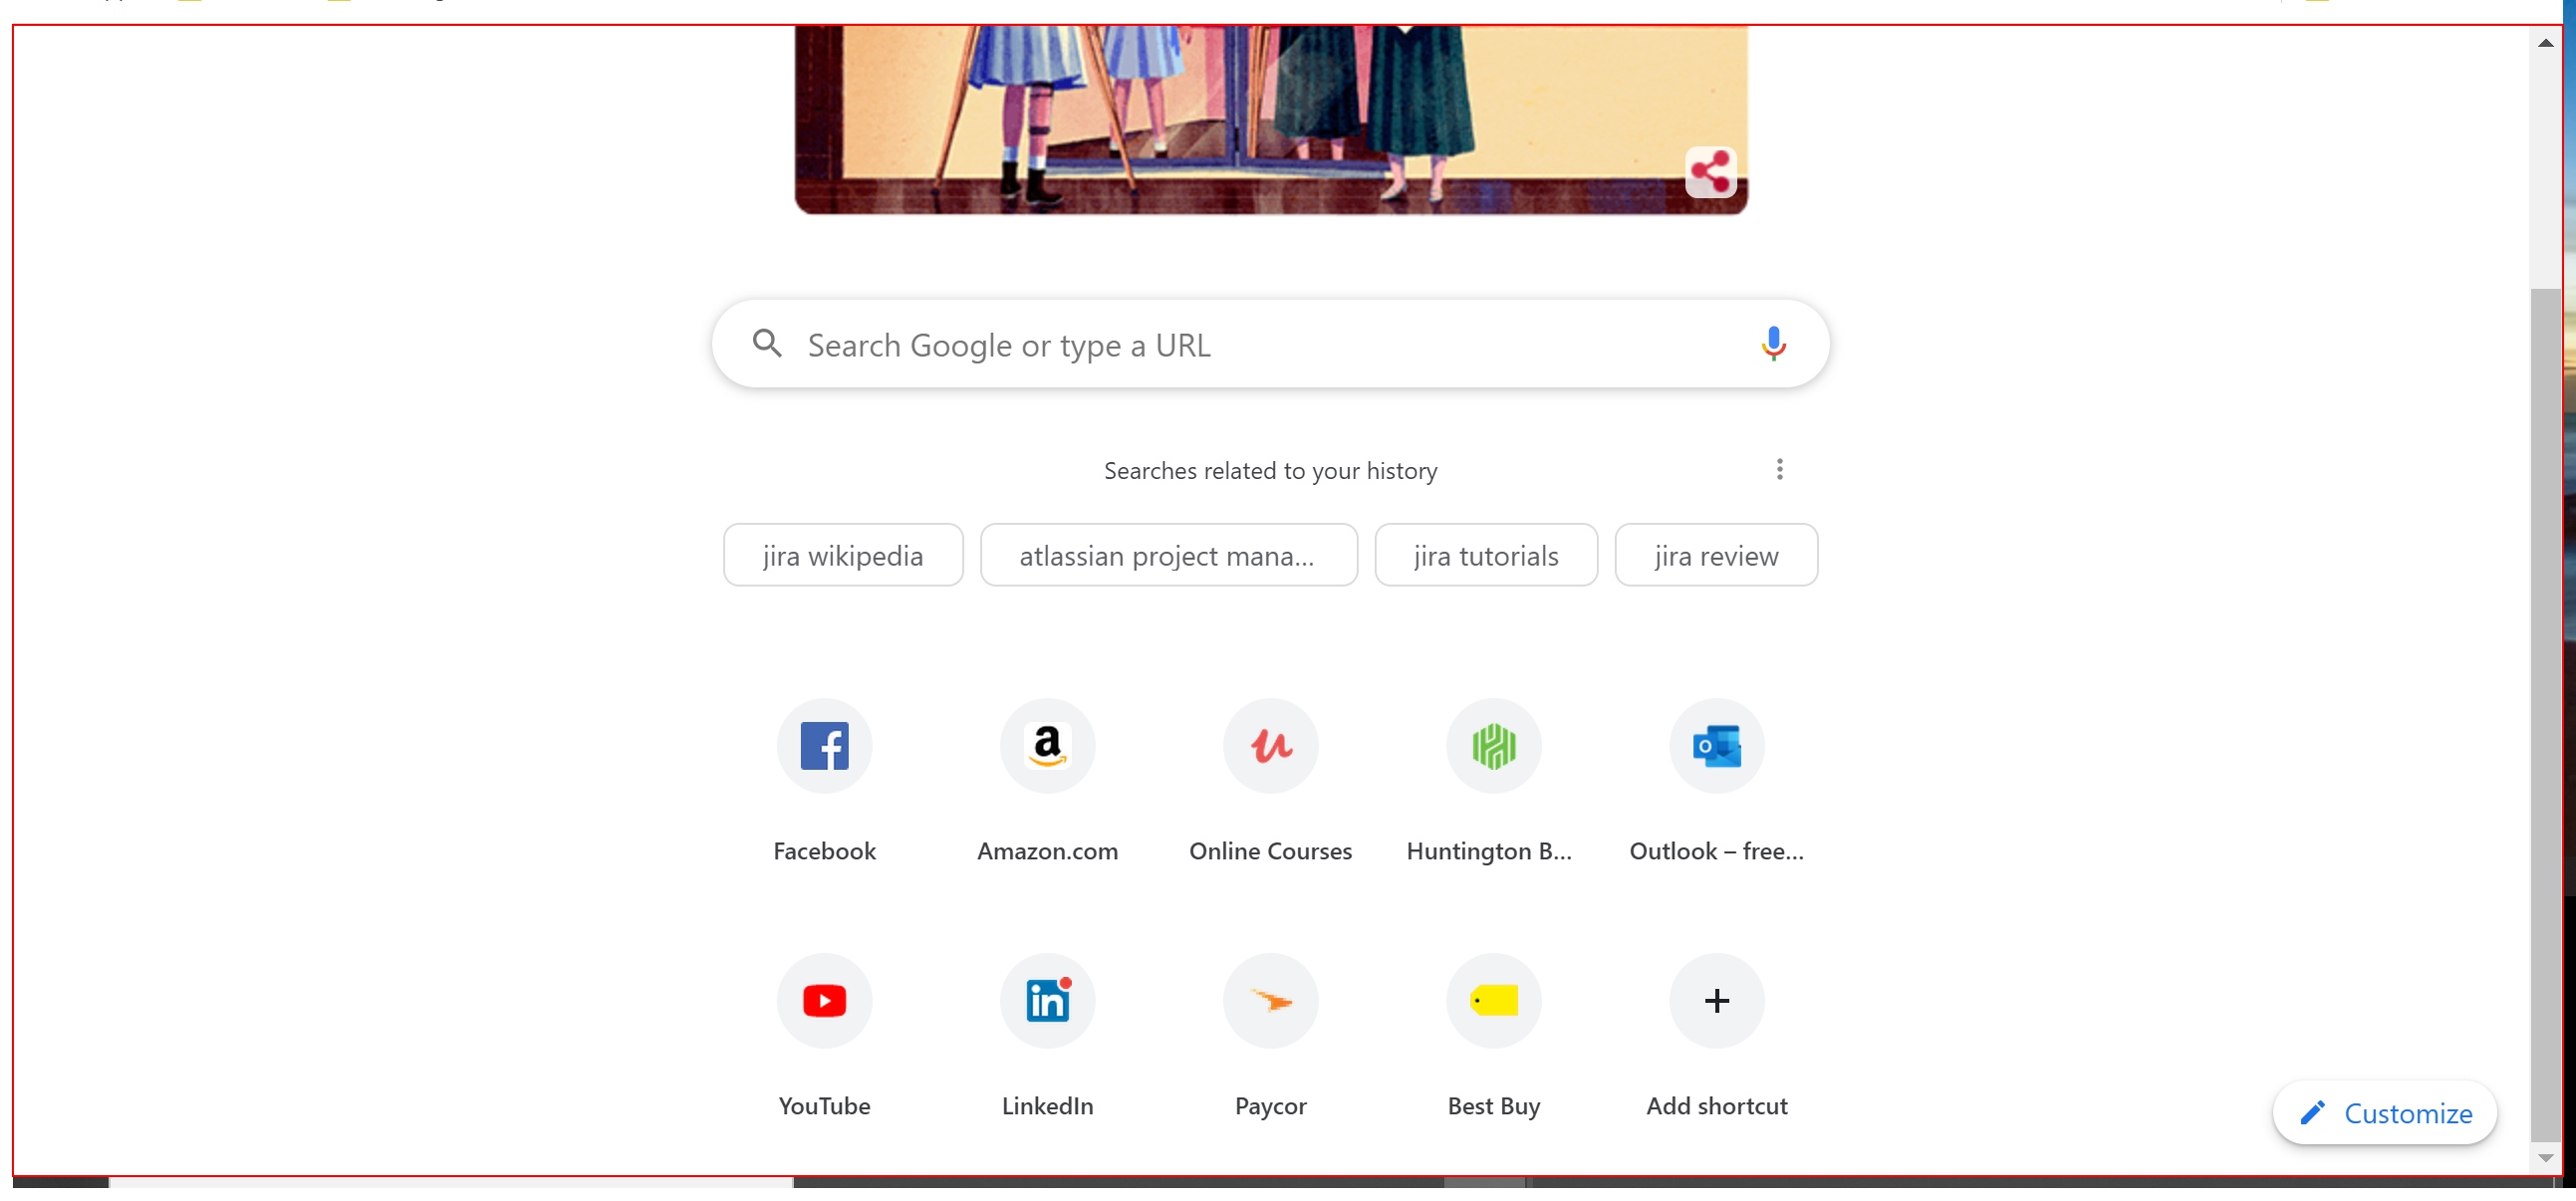 Search Google or type a URL
Searches related to your history
jira wikipedia
atlassian project mana...
jira tutorials
jira review
Facebook
Amazon.com
Online Courses
Huntington B...
Outlook – free...
YouTube
LinkedIn
Paycor
Best Buy
Add shortcut
Customize